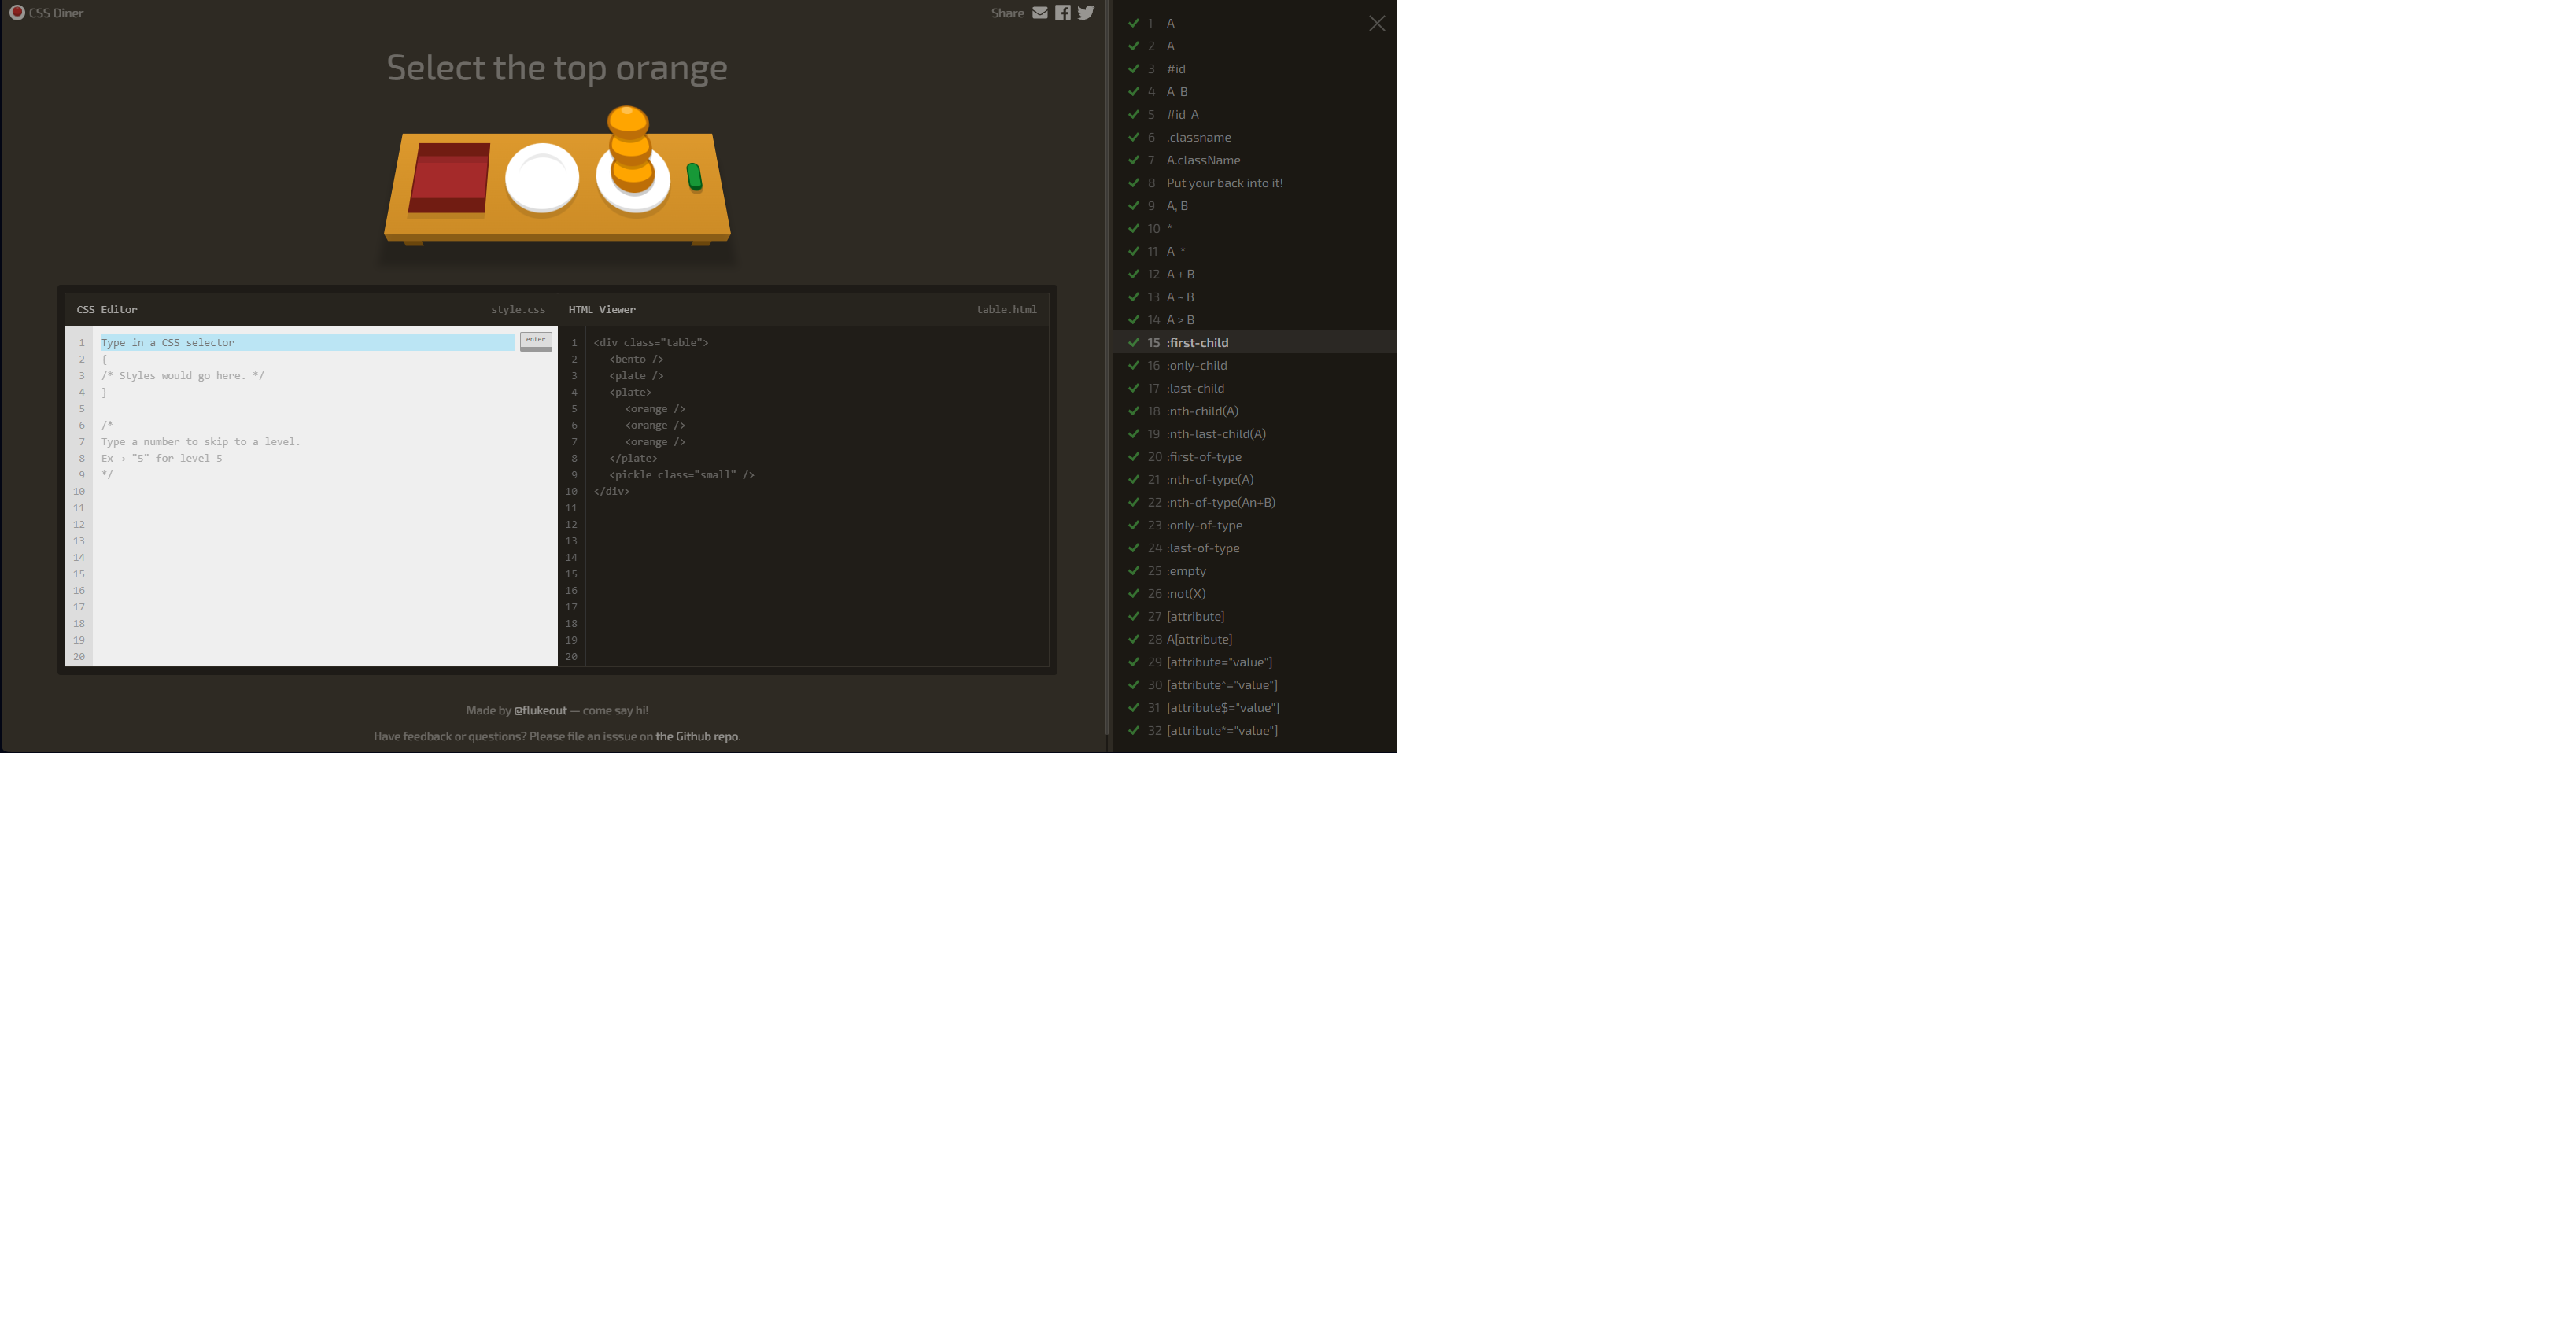 CSS Diner
Share
Select the top orange
CSS Editor
style.css
1
2
3
4
5
6
7
8
9
10
11
12
13
14
15
16
17
18
19
20
Type in a CSS selector
enter
{
/* Styles would go here. */
}
/*
Type a number to skip to a level.
Ex → "5" for level 5
*/
HTML Viewer
table.html
1
2
3
4
5
6
7
8
9
10
11
12
13
14
15
16
17
18
19
20
<div class="table">
<bento />
<plate />
<plate>
<orange />
<orange />
<orange />
</plate>
<pickle class="small" />
</div>
Made by @flukeout — come say hi!
Have feedback or questions? Please file an isssue on the Github repo.
1 A
2 A
3 #id
4 A B
5 #id A
6 .classname
7 A.className
8 Put your back into it!
9 A, B
10 *
11 A *
12 A + B
13 A ~ B
14 A > B
15 :first-child
16 :only-child
17 :last-child
18 :nth-child(A)
19 :nth-last-child(A)
20 :first-of-type
21 :nth-of-type(A)
22 :nth-of-type(An+B)
23 :only-of-type
24 :last-of-type
25 :empty
26 :not(X)
27 [attribute]
28 A[attribute]
29 [attribute="value"]
30 [attribute^="value"]
31 [attribute$="value"]
32 [attribute*="value"]